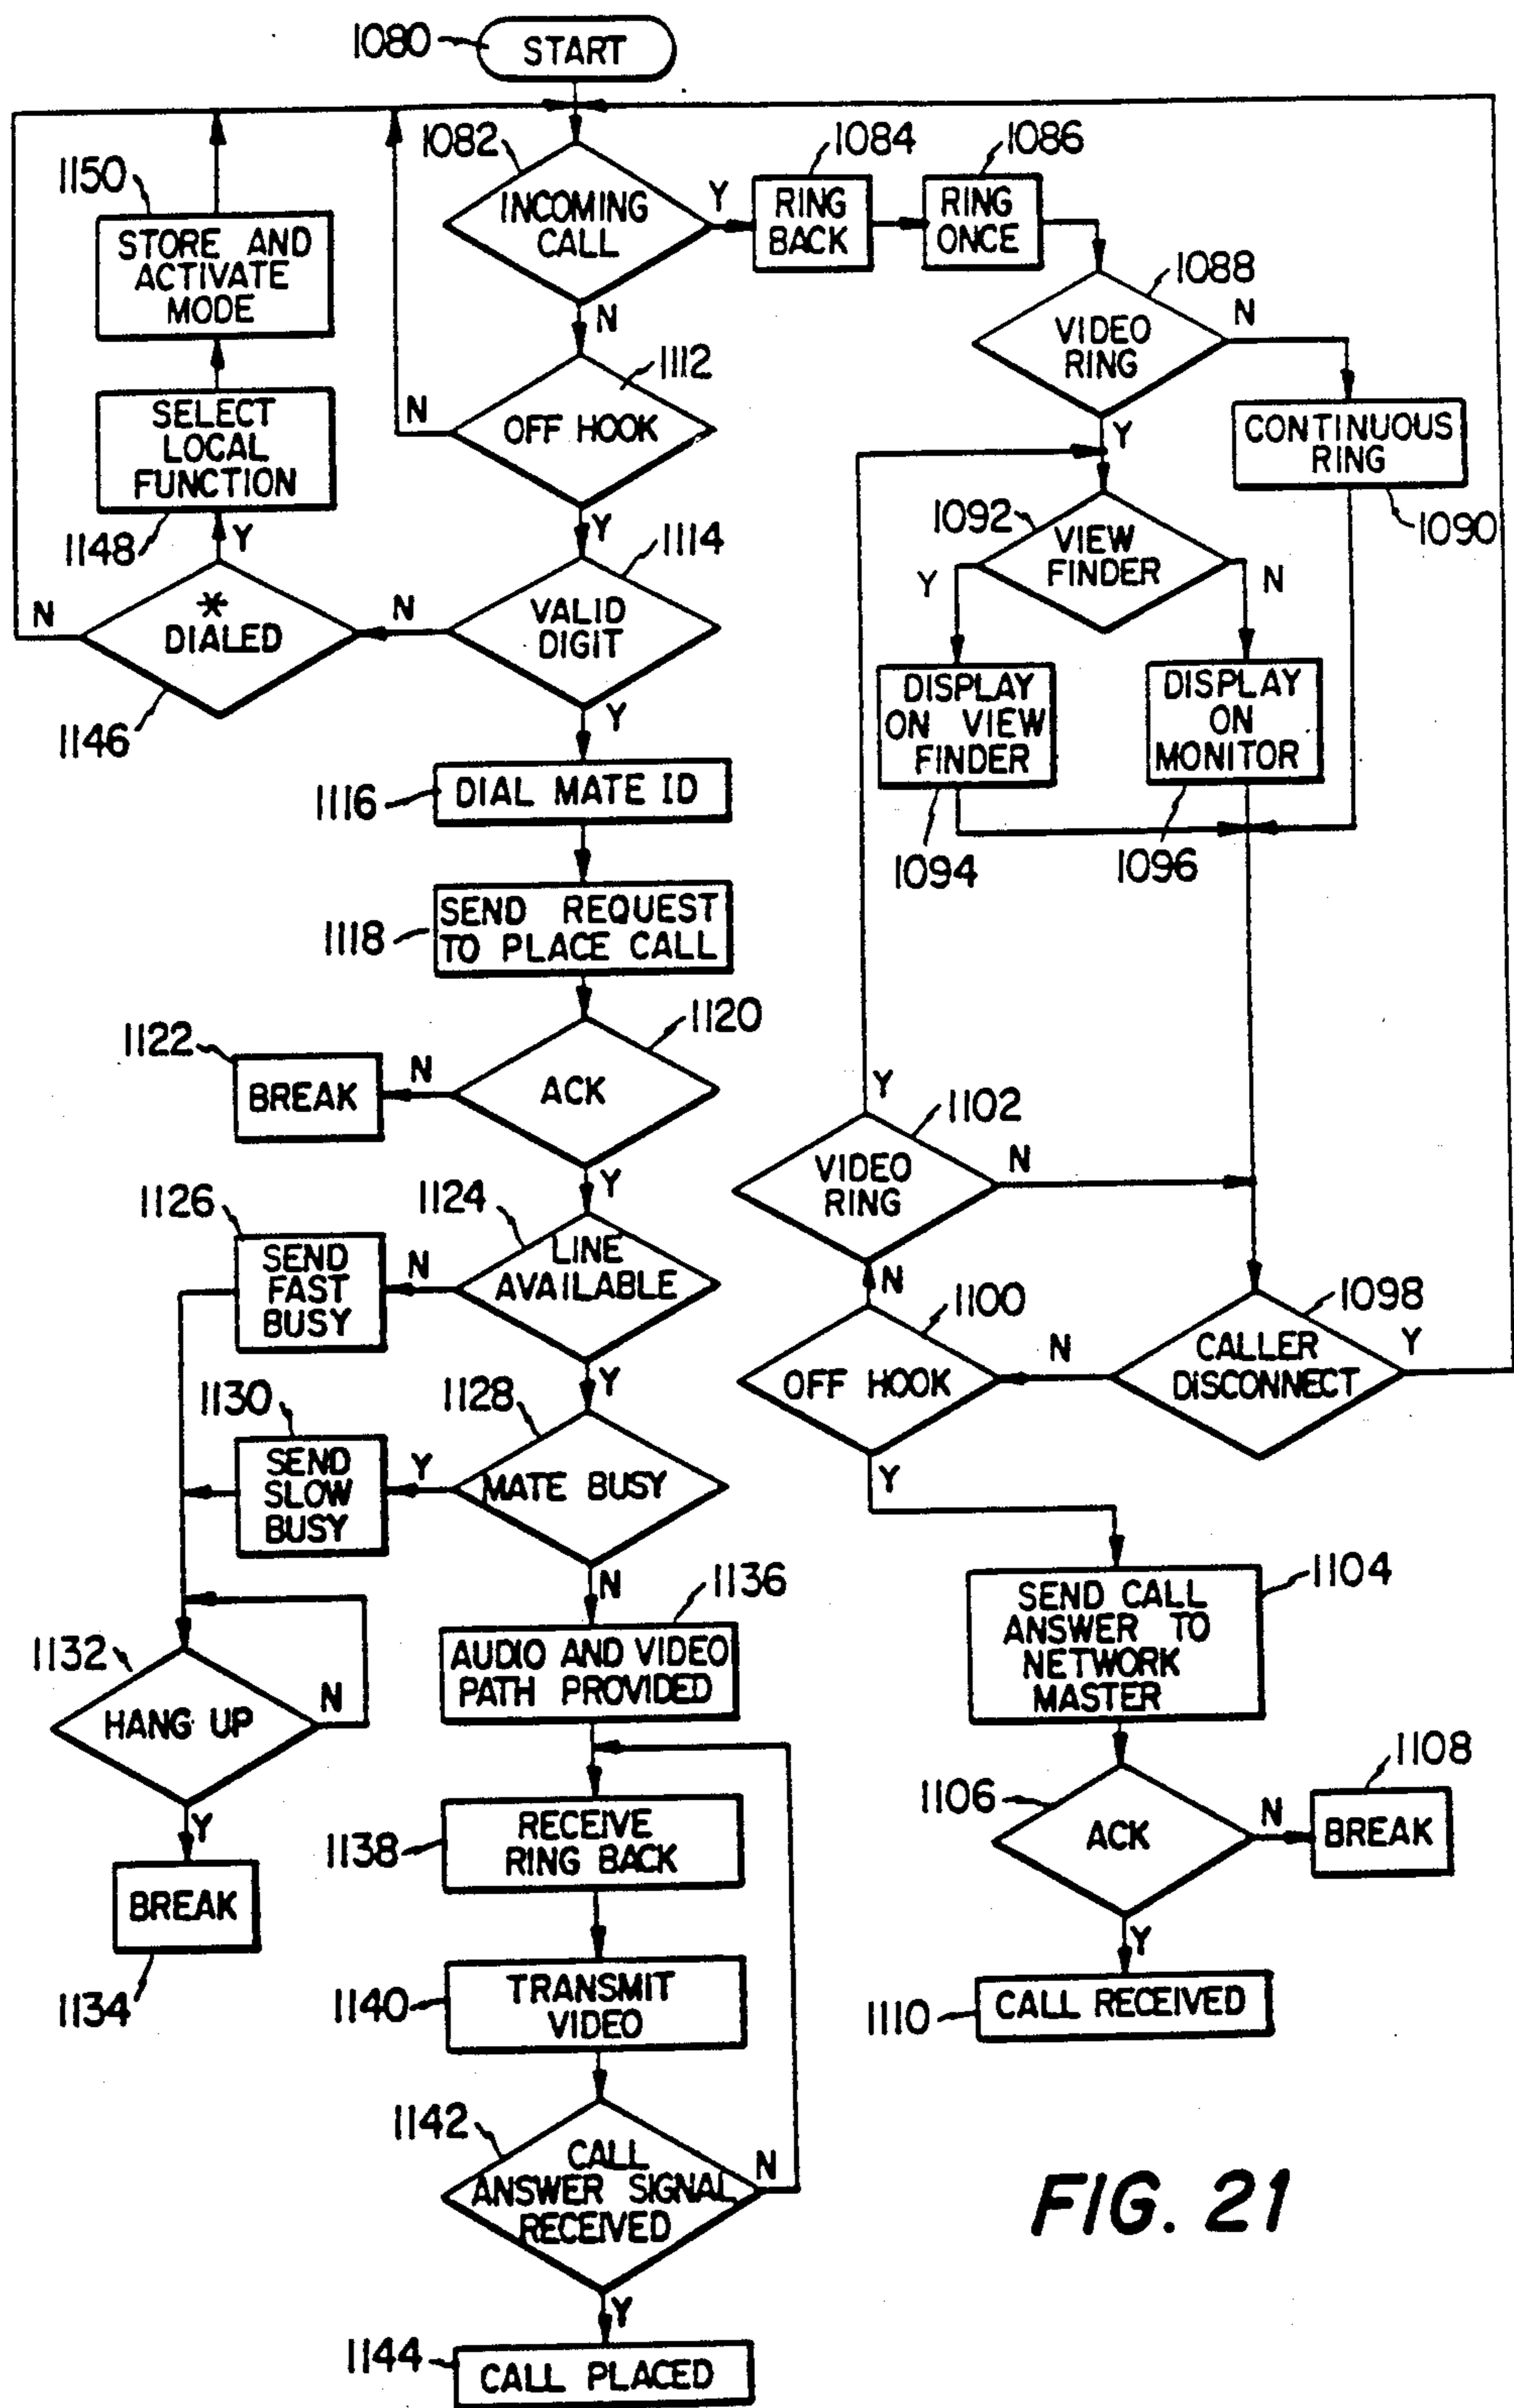 1080
START
1082
INCOMING
CALL
Y
N
1084
RING
BACK
1086
RING
ONCE
1088
VIDEO
RING
N
Y
CONTINUOUS
RING
1090
1150
STORE AND
ACTIVATE
MODE
SELECT
LOCAL
FUNCTION
1148
Y
1112
OFF HOOK
N
Y
1114
VALID
DIGIT
N
Y
*
DIALED
N
1146
1092
VIEW
FINDER
Y
N
DISPLAY
ON VIEW
FINDER
1094
DISPLAY
ON
MONITOR
1096
1116
DIAL MATE ID
1118
SEND REQUEST
TO PLACE CALL
1120
ACK
N
Y
1122
BREAK
1124
LINE
AVAILABLE
N
Y
1126
SEND
FAST
BUSY
1128
MATE BUSY
Y
N
1130
SEND
SLOW
BUSY
1132
HANG UP
N
Y
BREAK
1134
1136
AUDIO AND VIDEO
PATH PROVIDED
1138
RECEIVE
RING BACK
1140
TRANSMIT
VIDEO
1142
CALL
ANSWER SIGNAL
RECEIVED
N
Y
1144
CALL PLACED
Y
1102
VIDEO
RING
N
N
1100
OFF HOOK
Y
N
1098
CALLER
DISCONNECT
Y
1104
SEND CALL
ANSWER TO
NETWORK
MASTER
1106
ACK
N
Y
1108
BREAK
1110
CALL RECEIVED
FIG. 21